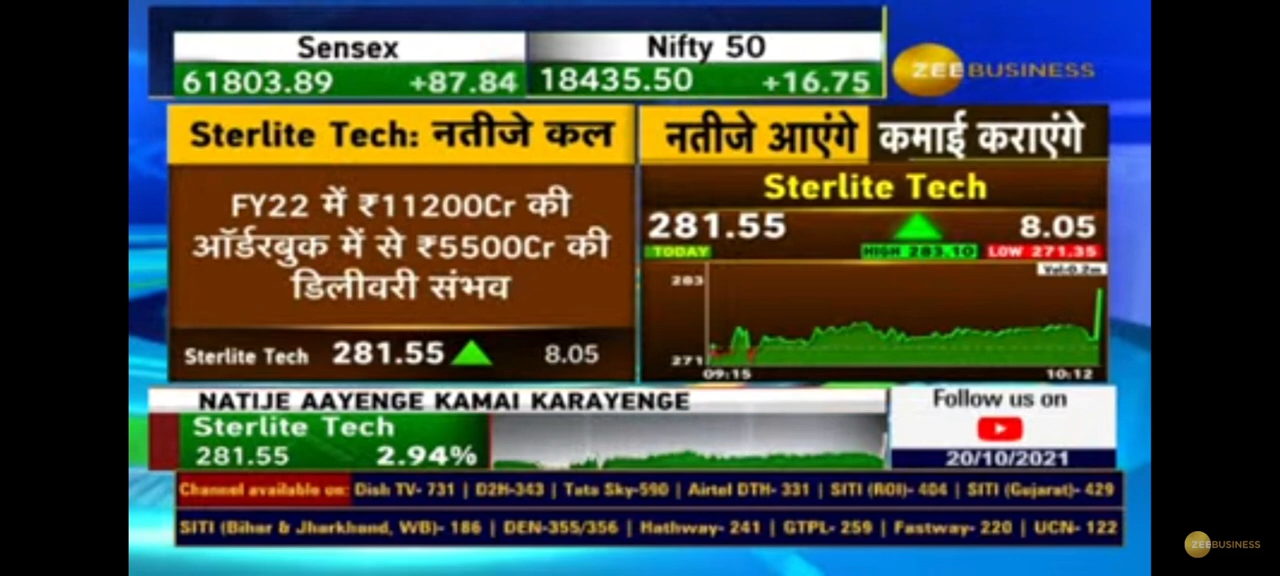 Sensex
61803.89 +87.84
Nifty 50
18435.50 +16.75
ZEE BUSINESS
Sterlite Tech: नतीजे कल
FY22 में ₹11200Cr की
ऑर्डरबुक में से ₹5500Cr की
डिलीवरी संभव
Sterlite Tech 281.55 8.05
नतीजे आएंगे कमाई कराएंगे
Sterlite Tech
281.55 8.05
TODAY HIGH 283.10 LOW 271.35
Vol-0.2m
283
271
09:15 10:12
NATIJE AAYENGE KAMAI KARAYENGE
Sterlite Tech
281.55 2.94%
Follow us on
20/10/2021
Channel available on: Dish TV- 731 | D2H-343 | Tata Sky-590 | Airtel DTH- 331 | SITI (ROI)- 404 | SITI (Gujarat)- 429
SITI (Bihar & Jharkhand, WB)- 186 | DEN-355/356 | Hathway- 241 | GTPL- 259 | Fastway- 220 | UCN- 122
ZEEBUSINESS